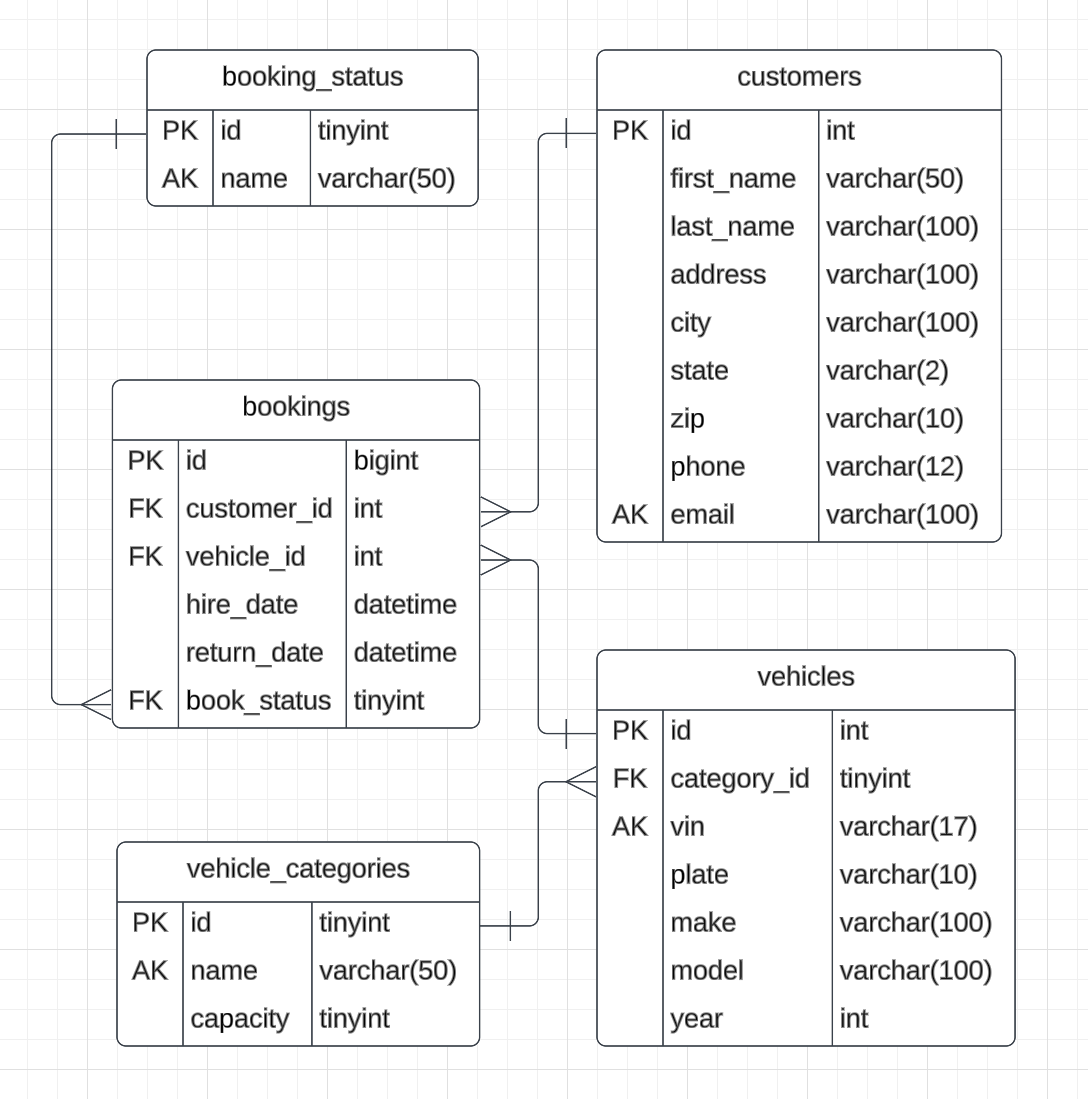 booking_status
PK id tinyint
AK name varchar(50)
customers
PK id int
first_name varchar(50)
last_name varchar(100)
address varchar(100)
city varchar(100)
state varchar(2)
zip varchar(10)
phone varchar(12)
AK email varchar(100)
bookings
PK id bigint
FK customer_id int
FK vehicle_id int
hire_date datetime
return_date datetime
FK book_status tinyint
vehicles
PK id int
FK category_id tinyint
AK vin varchar(17)
plate varchar(10)
make varchar(100)
model varchar(100)
year int
vehicle_categories
PK id tinyint
AK name varchar(50)
capacity tinyint